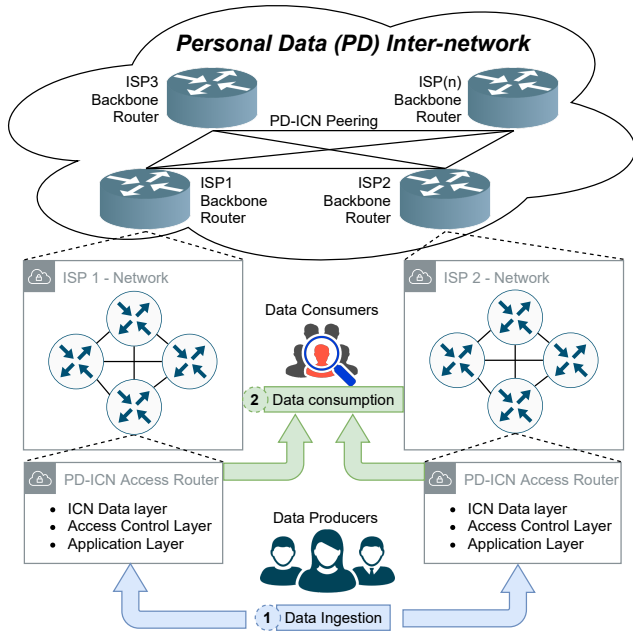 Personal Data (PD) Inter-network
ISP3
Backbone
Router
ISP(n)
Backbone
Router
PD-ICN Peering
ISP1
Backbone
Router
ISP2
Backbone
Router
ISP 1 - Network
ISP 2 - Network
Data Consumers
2 Data consumption
PD-ICN Access Router
• ICN Data layer
• Access Control Layer
• Application Layer
PD-ICN Access Router
• ICN Data layer
• Access Control Layer
• Application Layer
Data Producers
1 Data Ingestion